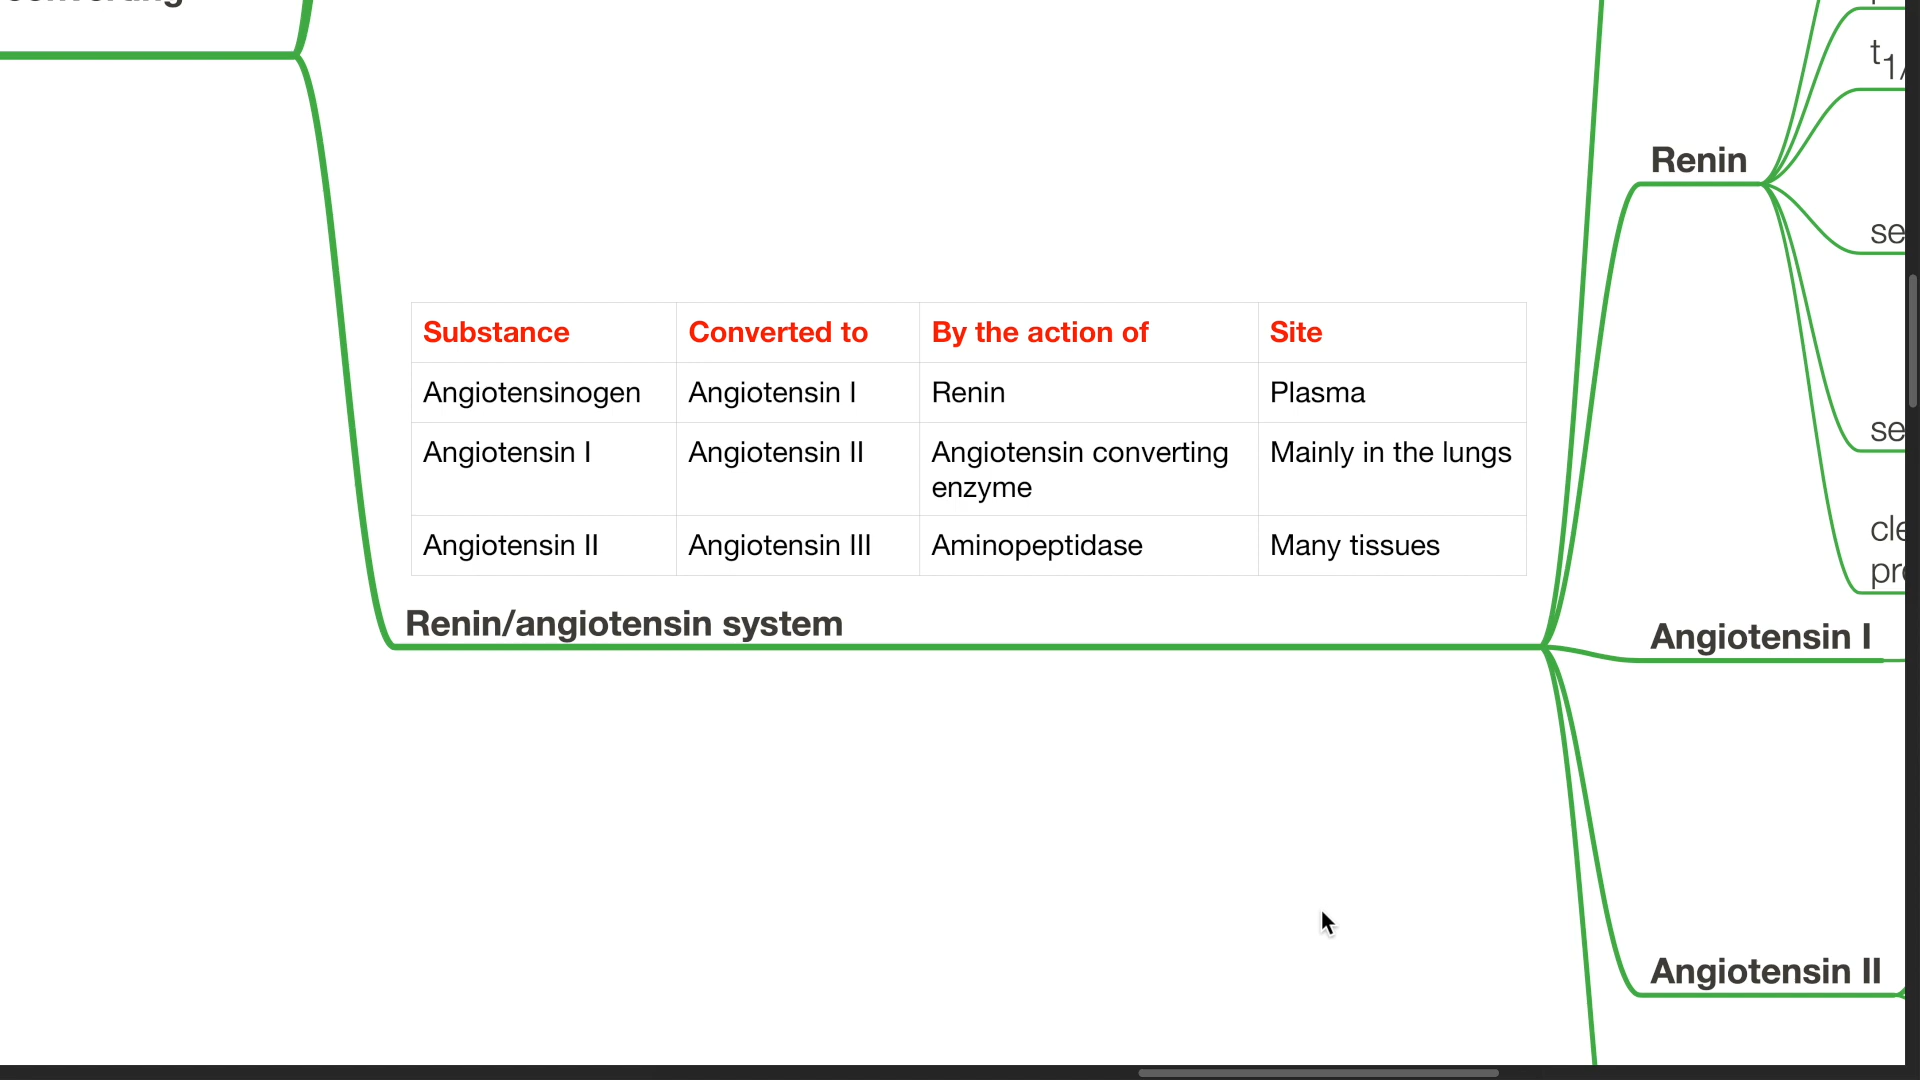 Renin
Substance Converted to By the action of Site
Angiotensinogen Angiotensin I Renin Plasma
Angiotensin I Angiotensin II Angiotensin converting Mainly in the lungs
enzyme
Angiotensin II Angiotensin III Aminopeptidase Many tissues
Renin/angiotensin system
Angiotensin I
Angiotensin II